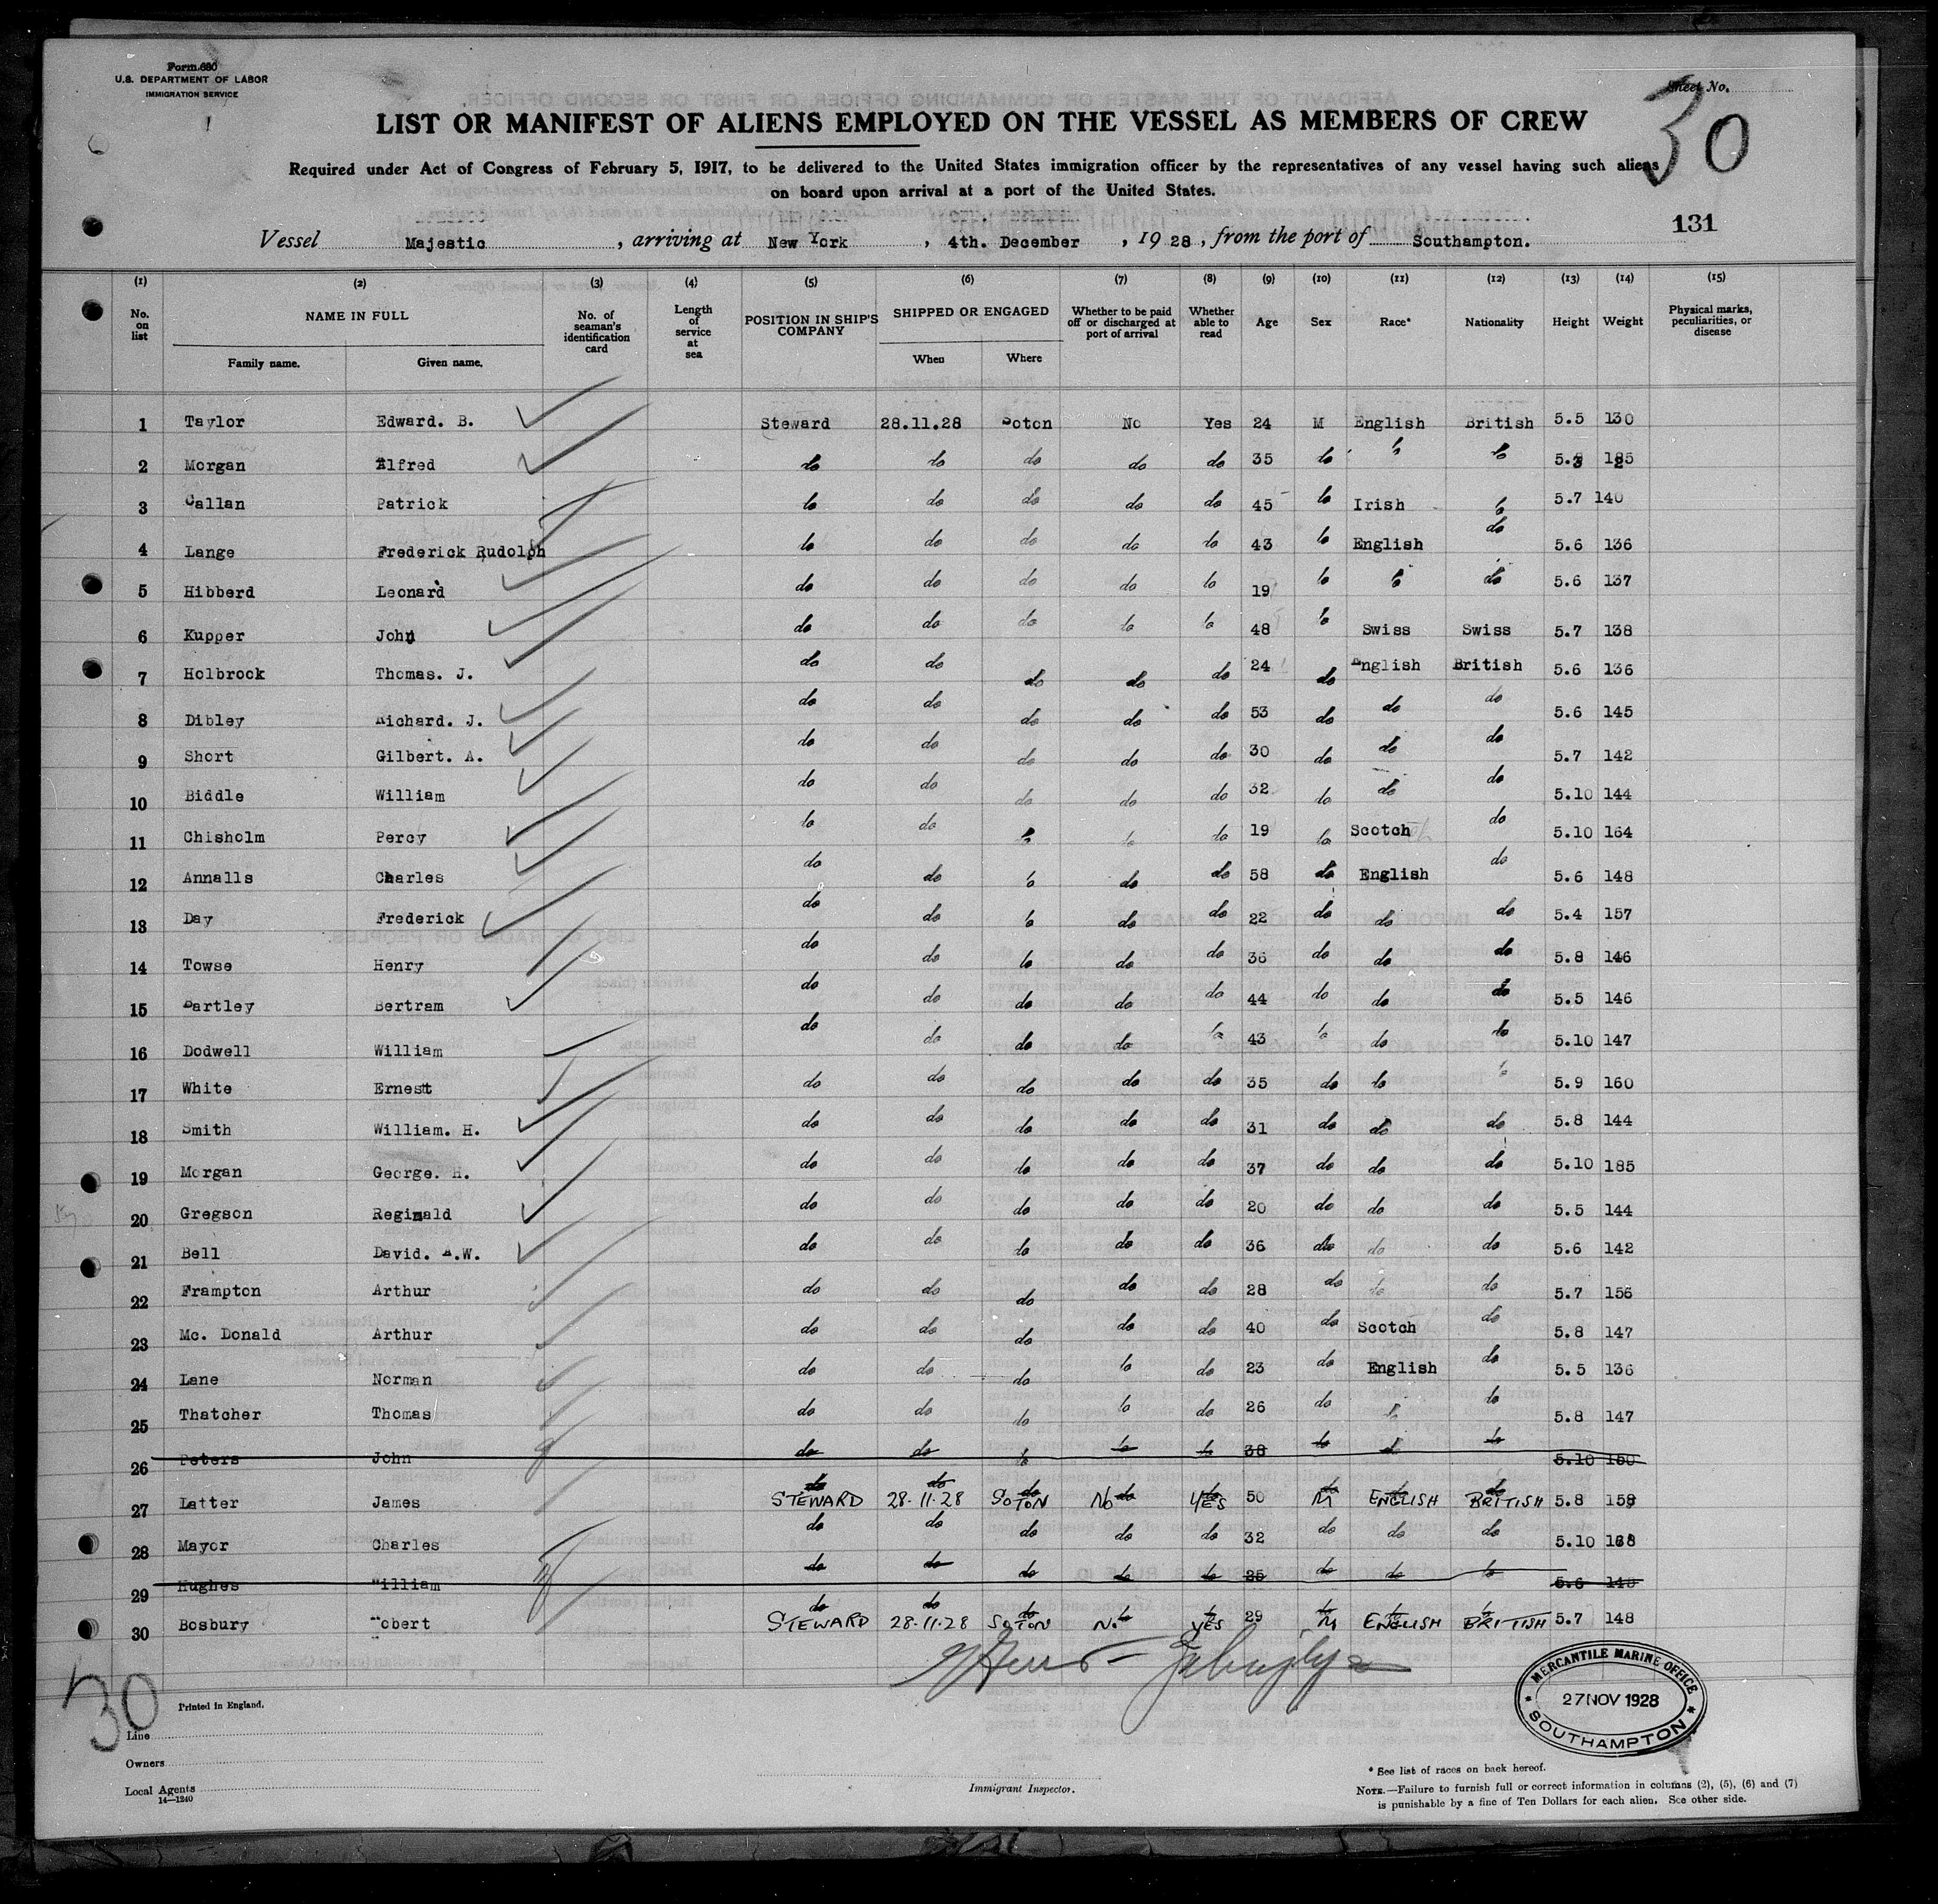 Form 680
U.S. DEPARTMENT OF LABOR
IMMIGRATION SERVICE
Sheet No.
30
LIST OR MANIFEST OF ALIENS EMPLOYED ON THE VESSEL AS MEMBERS OF CREW
Required under Act of Congress of February 5, 1917, to be delivered to the United States immigration officer by the representatives of any vessel having such aliens
on board upon arrival at a port of the United States.
131
Vessel Majestic, arriving at New York, 4th. December, 1928, from the port of Southampton.
(1) (2) (3) (4) (5) (6) (7) (8) (9) (10) (11) (12) (13) (14) (15)
No. on list NAME IN FULL Family name. Given name. No. of seaman's identification card Length of service at sea POSITION IN SHIP'S COMPANY SHIPPED OR ENGAGED When Where Whether to be paid off or discharged at port of arrival Whether able to read Age Sex Race* Nationality Height Weight Physical marks, peculiarities, or disease
1 Taylor Edward. B. Steward 28.11.28 Soton No Yes 24 M English British 5.5 130
2 Morgan Alfred do do do do do 35 do do do 5.3
3 Callan Patrick do do do do do 45 do Irish do 5.7 140
4 Lange Frederick Rudolph do do do do do 43 do English do 5.6 136
5 Hibberd Leonard do do do do do 19 do do do 5.6 137
6 Kupper John do do do do do 48 do Swiss Swiss 5.7 138
7 Holbrook Thomas. J. do do do do do 24 do English British 5.6 136
8 Dibley Richard. J. do do do do do 53 do do do 5.6 145
9 Short Gilbert. A. do do do do do 30 do do do 5.7 142
10 Biddle William do do do do do 32 do do do 5.10 144
11 Chisholm Percy do do do do do 19 do Scotch do 5.10 164
12 Annalls Charles do do do do do 58 do English do 5.6 148
13 Day Frederick do do do do do 22 do do do 5.4 157
14 Towse Henry do do do do do 36 do do do 5.8 146
15 Bartley Bertram do do do do do 44 do do do 5.5 146
16 Dodwell William do do do do do 43 do do do 5.10 147
17 White Ernest do do do do do 35 do do do 5.9 160
18 Smith William. H. do do do do do 31 do do do 5.8 144
19 Morgan George. H. do do do do do 37 do do do 5.10 185
20 Gregson Reginald do do do do do 20 do do do 5.5 144
21 Bell David. A.W. do do do do do 36 do do do 5.6 142
22 Frampton Arthur do do do do do 28 do do do 5.7 156
23 Mc. Donald Arthur do do do do do 40 do Scotch do 5.8 147
24 Lane Norman do do do do do 23 do English do 5.5 136
25 Thatcher Thomas do do do do do 26 do do do 5.8 147
26 Peters John do do do do do 38 do do do 5.10 150
27 Latter James STEWARD 28.11.28 SOTON No YES 50 M ENGLISH BRITISH 5.8 158
28 Mayor Charles do do do do do 32 do do do 5.10 168
29 Hughes William do do do do do 25 do do do 5.6
30 Bosbury Robert STEWARD 28.11.28 SOTON No YES 29 M ENGLISH BRITISH 5.7 148
30
Printed in England.
Line
Owners
Local Agents
14—1240
Immigrant Inspector.
MERCANTILE MARINE OFFICE
27 NOV 1928
SOUTHAMPTON
* See list of races on back hereof.
NOTE.—Failure to furnish full or correct information in columns (2), (5), (6) and (7)
is punishable by a fine of Ten Dollars for each alien. See other side.